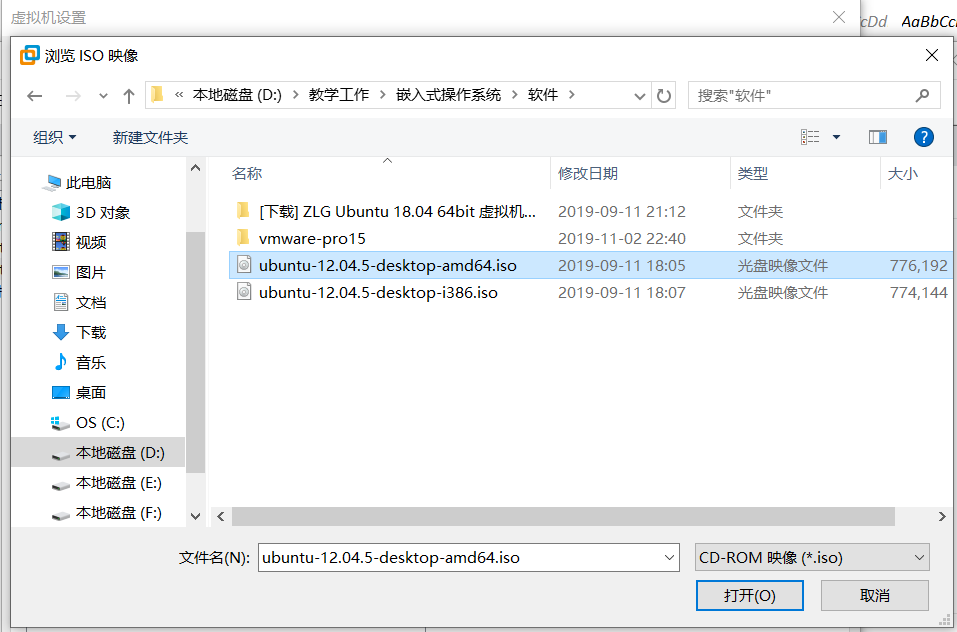 虚拟机设置
AaBbCcI
浏览 ISO 映像
« 本地磁盘 (D:) › 教学工作 › 嵌入式操作系统 › 软件 ›
搜索"软件"
组织
新建文件夹
名称 修改日期 类型 大小
此电脑
3D 对象
视频
图片
文档
下载
音乐
桌面
OS (C:)
本地磁盘 (D:)
本地磁盘 (E:)
本地磁盘 (F:)
[下载] ZLG Ubuntu 18.04 64bit 虚拟机... 2019-09-11 21:12 文件夹
vmware-pro15 2019-11-02 22:40 文件夹
ubuntu-12.04.5-desktop-amd64.iso 2019-09-11 18:05 光盘映像文件 776,192
ubuntu-12.04.5-desktop-i386.iso 2019-09-11 18:07 光盘映像文件 774,144
文件名(N): ubuntu-12.04.5-desktop-amd64.iso CD-ROM 映像 (*.iso)
打开(O) 取消